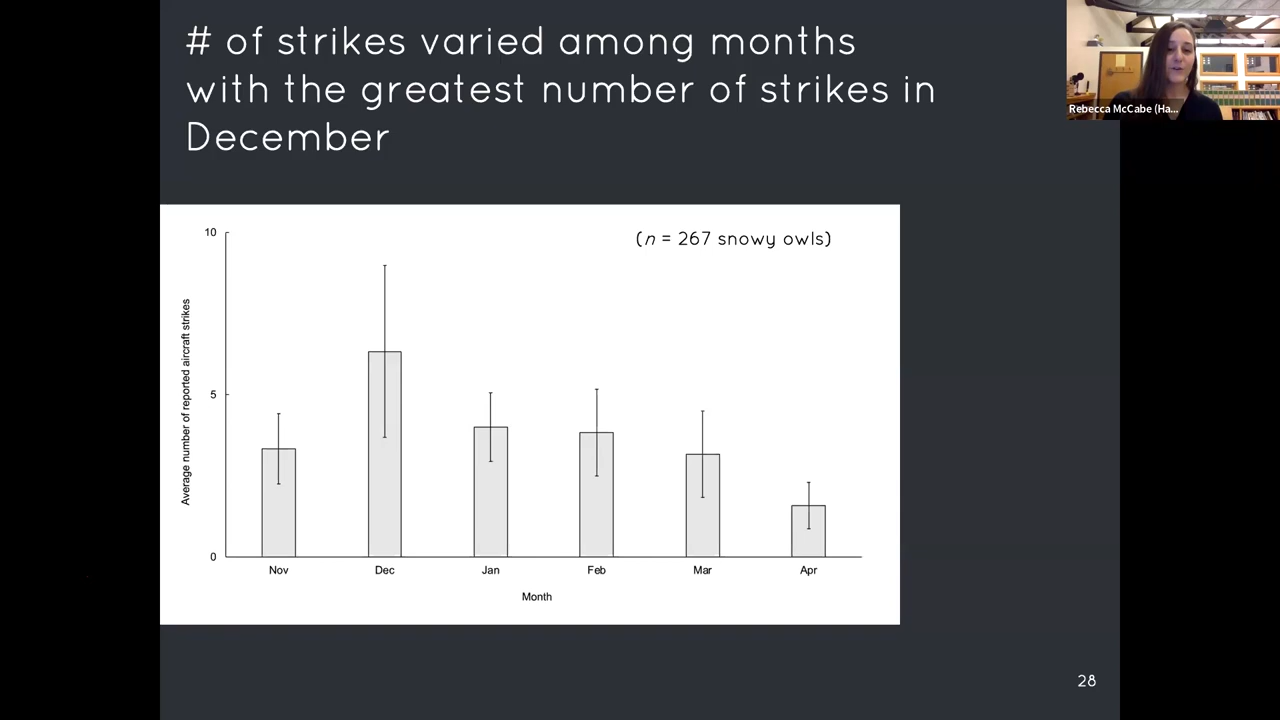 # of strikes varied among months
with the greatest number of strikes in
December
Rebecca McCabe (Ha...
(n = 267 snowy owls)
Average number of reported aircraft strikes
10
5
0
Nov
Dec
Jan
Feb
Mar
Apr
Month
28